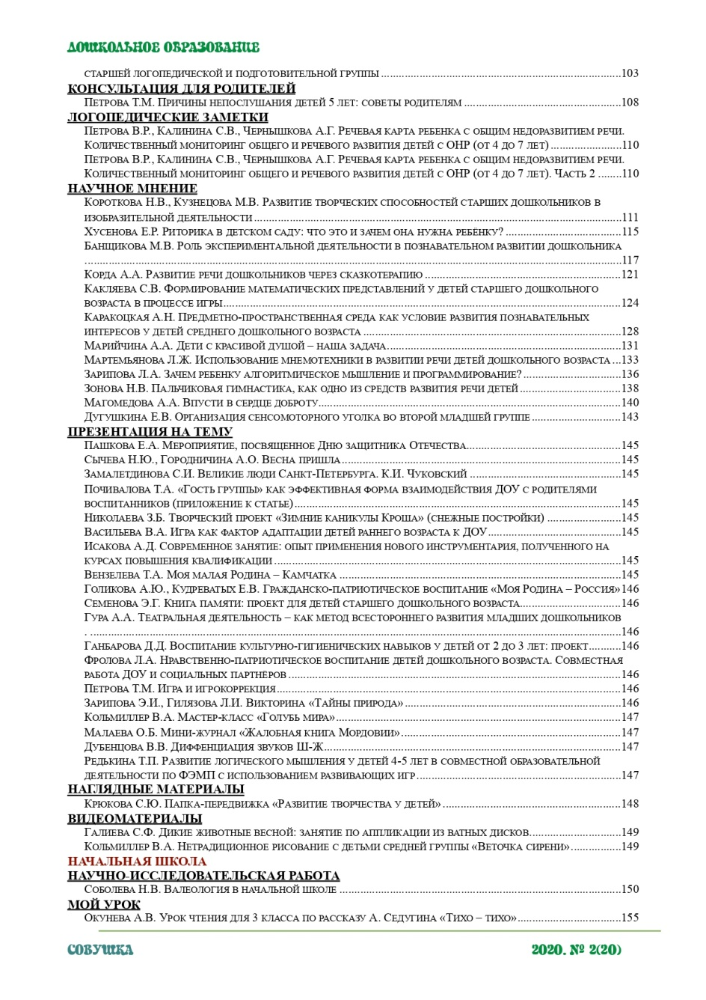 ДОШКОЛЬНОЕ ОБРАЗОВАНИЕ
СТАРШЕЙ ЛОГОПЕДИЧЕСКОЙ И ПОДГОТОВИТЕЛЬНОЙ ГРУППЫ ........103
КОНСУЛЬТАЦИЯ ДЛЯ РОДИТЕЛЕЙ
ПЕТРОВА Т.М. ПРИЧИНЫ НЕПОСЛУШАНИЯ ДЕТЕЙ 5 ЛЕТ: СОВЕТЫ РОДИТЕЛЯМ ........108
ЛОГОПЕДИЧЕСКИЕ ЗАМЕТКИ
ПЕТРОВА В.Р., КАЛИНИНА С.В., ЧЕРНЫШКОВА А.Г. РЕЧЕВАЯ КАРТА РЕБЕНКА С ОБЩИМ НЕДОРАЗВИТИЕМ РЕЧИ.
КОЛИЧЕСТВЕННЫЙ МОНИТОРИНГ ОБЩЕГО И РЕЧЕВОГО РАЗВИТИЯ ДЕТЕЙ С ОНР (ОТ 4 ДО 7 ЛЕТ) ........110
ПЕТРОВА В.Р., КАЛИНИНА С.В., ЧЕРНЫШКОВА А.Г. РЕЧЕВАЯ КАРТА РЕБЕНКА С ОБЩИМ НЕДОРАЗВИТИЕМ РЕЧИ.
КОЛИЧЕСТВЕННЫЙ МОНИТОРИНГ ОБЩЕГО И РЕЧЕВОГО РАЗВИТИЯ ДЕТЕЙ С ОНР (ОТ 4 ДО 7 ЛЕТ). ЧАСТЬ 2 ........110
НАУЧНОЕ МНЕНИЕ
КОРОТКОВА Н.В., КУЗНЕЦОВА М.В. РАЗВИТИЕ ТВОРЧЕСКИХ СПОСОБНОСТЕЙ СТАРШИХ ДОШКОЛЬНИКОВ В
ИЗОБРАЗИТЕЛЬНОЙ ДЕЯТЕЛЬНОСТИ ........111
ХУСЕНОВА Е.Р. РИТОРИКА В ДЕТСКОМ САДУ: ЧТО ЭТО И ЗАЧЕМ ОНА НУЖНА РЕБЁНКУ? ........115
БАНЩИКОВА М.В. РОЛЬ ЭКСПЕРИМЕНТАЛЬНОЙ ДЕЯТЕЛЬНОСТИ В ПОЗНАВАТЕЛЬНОМ РАЗВИТИИ ДОШКОЛЬНИКА
........117
КОРДА А.А. РАЗВИТИЕ РЕЧИ ДОШКОЛЬНИКОВ ЧЕРЕЗ СКАЗКОТЕРАПИЮ ........121
КАКЛЯЕВА С.В. ФОРМИРОВАНИЕ МАТЕМАТИЧЕСКИХ ПРЕДСТАВЛЕНИЙ У ДЕТЕЙ СТАРШЕГО ДОШКОЛЬНОГО
ВОЗРАСТА В ПРОЦЕССЕ ИГРЫ ........124
КАРАКОЦКАЯ А.Н. ПРЕДМЕТНО-ПРОСТРАНСТВЕННАЯ СРЕДА КАК УСЛОВИЕ РАЗВИТИЯ ПОЗНАВАТЕЛЬНЫХ
ИНТЕРЕСОВ У ДЕТЕЙ СРЕДНЕГО ДОШКОЛЬНОГО ВОЗРАСТА ........128
МАРИЙЧИНА А.А. ДЕТИ С КРАСИВОЙ ДУШОЙ – НАША ЗАДАЧА ........131
МАРТЕМЬЯНОВА Л.Ж. ИСПОЛЬЗОВАНИЕ МНЕМОТЕХНИКИ В РАЗВИТИИ РЕЧИ ДЕТЕЙ ДОШКОЛЬНОГО ВОЗРАСТА ...133
ЗАРИПОВА Л.А. ЗАЧЕМ РЕБЕНКУ АЛГОРИТМИЧЕСКОЕ МЫШЛЕНИЕ И ПРОГРАММИРОВАНИЕ? ........136
ЗОНОВА Н.В. ПАЛЬЧИКОВАЯ ГИМНАСТИКА, КАК ОДНО ИЗ СРЕДСТВ РАЗВИТИЯ РЕЧИ ДЕТЕЙ ........138
МАГОМЕДОВА А.А. ВПУСТИ В СЕРДЦЕ ДОБРОТУ ........140
ДУГУШКИНА Е.В. ОРГАНИЗАЦИЯ СЕНСОМОТОРНОГО УГОЛКА ВО ВТОРОЙ МЛАДШЕЙ ГРУППЕ ........143
ПРЕЗЕНТАЦИЯ НА ТЕМУ
ПАШКОВА Е.А. МЕРОПРИЯТИЕ, ПОСВЯЩЕННОЕ ДНЮ ЗАЩИТНИКА ОТЕЧЕСТВА ........145
СЫЧЕВА Н.Ю., ГОРОДНИЧИНА А.О. ВЕСНА ПРИШЛА ........145
ЗАМАЛЕТДИНОВА С.И. ВЕЛИКИЕ ЛЮДИ САНКТ-ПЕТЕРБУРГА. К.И. ЧУКОВСКИЙ ........145
ПОЧИВАЛОВА Т.А. «ГОСТЬ ГРУППЫ» КАК ЭФФЕКТИВНАЯ ФОРМА ВЗАИМОДЕЙСТВИЯ ДОУ С РОДИТЕЛЯМИ
ВОСПИТАННИКОВ (ПРИЛОЖЕНИЕ К СТАТЬЕ) ........145
НИКОЛАЕВА З.Б. ТВОРЧЕСКИЙ ПРОЕКТ «ЗИМНИЕ КАНИКУЛЫ КРОША» (СНЕЖНЫЕ ПОСТРОЙКИ) ........145
ВАСИЛЬЕВА В.А. ИГРА КАК ФАКТОР АДАПТАЦИИ ДЕТЕЙ РАННЕГО ВОЗРАСТА К ДОУ ........145
ИСАКОВА А.Д. СОВРЕМЕННОЕ ЗАНЯТИЕ: ОПЫТ ПРИМЕНЕНИЯ НОВОГО ИНСТРУМЕНТАРИЯ, ПОЛУЧЕННОГО НА
КУРСАХ ПОВЫШЕНИЯ КВАЛИФИКАЦИИ ........145
ВЕНЗЕЛЕВА Т.А. МОЯ МАЛАЯ РОДИНА – КАМЧАТКА ........145
ГОЛИКОВА А.Ю., КУДРЕВАТЫХ Е.В. ГРАЖДАНСКО-ПАТРИОТИЧЕСКОЕ ВОСПИТАНИЕ «МОЯ РОДИНА – РОССИЯ»146
СЕМЕНОВА Э.Г. КНИГА ПАМЯТИ: ПРОЕКТ ДЛЯ ДЕТЕЙ СТАРШЕГО ДОШКОЛЬНОГО ВОЗРАСТА ........146
ГУРА А.А. ТЕАТРАЛЬНАЯ ДЕЯТЕЛЬНОСТЬ – КАК МЕТОД ВСЕСТОРОННЕГО РАЗВИТИЯ МЛАДШИХ ДОШКОЛЬНИКОВ
. ........146
ГАНБАРОВА Д.Д. ВОСПИТАНИЕ КУЛЬТУРНО-ГИГИЕНИЧЕСКИХ НАВЫКОВ У ДЕТЕЙ ОТ 2 ДО 3 ЛЕТ: ПРОЕКТ ........146
ФРОЛОВА Л.А. НРАВСТВЕННО-ПАТРИОТИЧЕСКОЕ ВОСПИТАНИЕ ДЕТЕЙ ДОШКОЛЬНОГО ВОЗРАСТА. СОВМЕСТНАЯ
РАБОТА ДОУ И СОЦИАЛЬНЫХ ПАРТНЁРОВ ........146
ПЕТРОВА Т.М. ИГРА И ИГРОКОРРЕКЦИЯ ........146
ЗАРИПОВА Э.И., ГИЛЯЗОВА Л.И. ВИКТОРИНА «ТАЙНЫ ПРИРОДА» ........146
КОЛЬМИЛЛЕР В.А. МАСТЕР-КЛАСС «ГОЛУБЬ МИРА» ........147
МАЛАЕВА О.Б. МИНИ-ЖУРНАЛ «ЖАЛОБНАЯ КНИГА МОРДОВИИ» ........147
ДУБЕНЦОВА В.В. ДИФФЕНЦИАЦИЯ ЗВУКОВ Ш-Ж ........147
РЕДЬКИНА Т.П. РАЗВИТИЕ ЛОГИЧЕСКОГО МЫШЛЕНИЯ У ДЕТЕЙ 4-5 ЛЕТ В СОВМЕСТНОЙ ОБРАЗОВАТЕЛЬНОЙ
ДЕЯТЕЛЬНОСТИ ПО ФЭМП С ИСПОЛЬЗОВАНИЕМ РАЗВИВАЮЩИХ ИГР ........147
НАГЛЯДНЫЕ МАТЕРИАЛЫ
КРЮКОВА С.Ю. ПАПКА-ПЕРЕДВИЖКА «РАЗВИТИЕ ТВОРЧЕСТВА У ДЕТЕЙ» ........148
ВИДЕОМАТЕРИАЛЫ
ГАЛИЕВА С.Ф. ДИКИЕ ЖИВОТНЫЕ ВЕСНОЙ: ЗАНЯТИЕ ПО АППЛИКАЦИИ ИЗ ВАТНЫХ ДИСКОВ ........149
КОЛЬМИЛЛЕР В.А. НЕТРАДИЦИОННОЕ РИСОВАНИЕ С ДЕТЬМИ СРЕДНЕЙ ГРУППЫ «ВЕТОЧКА СИРЕНИ» ........149
НАЧАЛЬНАЯ ШКОЛА
НАУЧНО-ИССЛЕДОВАТЕЛЬСКАЯ РАБОТА
СОБОЛЕВА Н.В. ВАЛЕОЛОГИЯ В НАЧАЛЬНОЙ ШКОЛЕ ........150
МОЙ УРОК
ОКУНЕВА А.В. УРОК ЧТЕНИЯ ДЛЯ 3 КЛАССА ПО РАССКАЗУ А. СЕДУГИНА «ТИХО – ТИХО» ........155
СОВУШКА 2020. № 2(20)